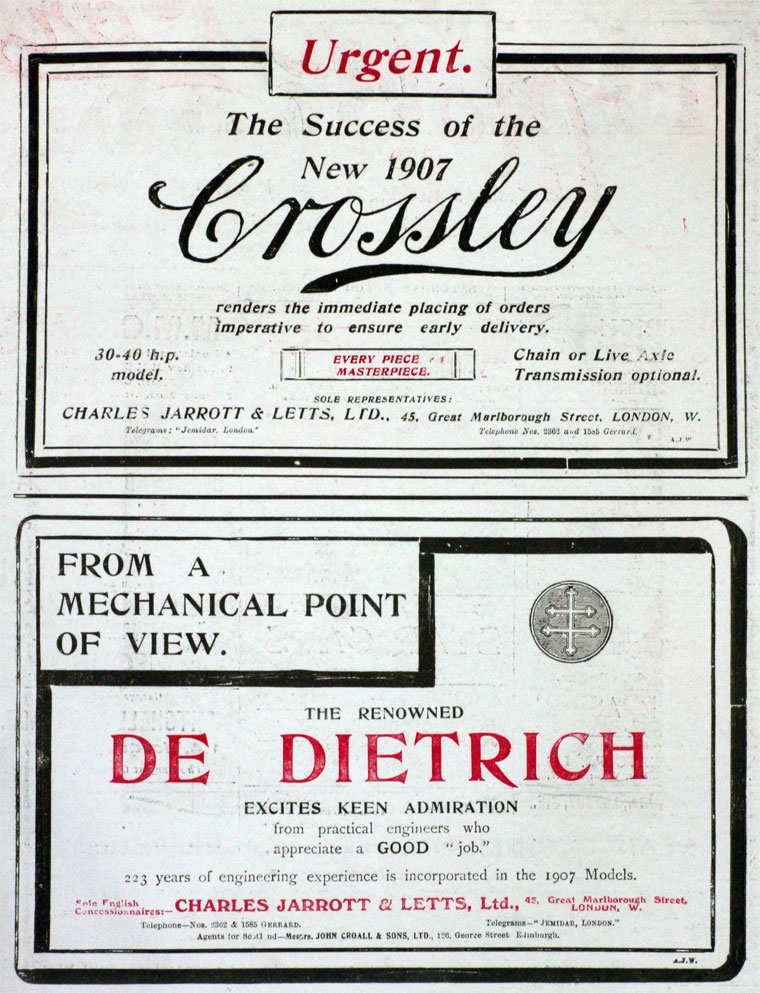 Urgent.
The Success of the
New 1907
Crossley
renders the immediate placing of orders
imperative to ensure early delivery.
30-40 h.p.
model.
EVERY PIECE A
MASTERPIECE.
Chain or Live Axle
Transmission optional.
SOLE REPRESENTATIVES:
CHARLES JARROTT & LETTS, LTD., 45, Great Marlborough Street, LONDON, W.
Telegrams: "Jemidar, London."
Telephone Nos. 2362 and 1585 Gerrard.
A.J.W
FROM A
MECHANICAL POINT
OF VIEW.
THE RENOWNED
DE DIETRICH
EXCITES KEEN ADMIRATION
from practical engineers who
appreciate a GOOD "job."
223 years of engineering experience is incorporated in the 1907 Models.
Sole English
Concessionnaires:—
CHARLES JARROTT & LETTS, Ltd.,
45, Great Marlborough Street,
LONDON, W.
Telephone—Nos. 2362 & 1585 GERRARD.
Telegrams—"JEMIDAR, LONDON."
Agents for Scotland—Messrs. JOHN CROALL & SONS, LTD., 126, George Street Edinburgh.
A.J.W.